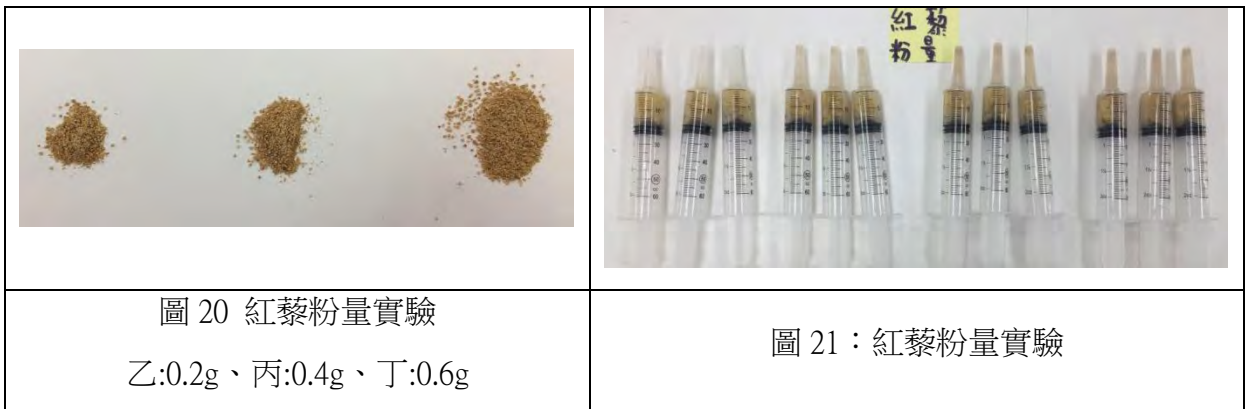 紅藜
粉量
圖 20 紅藜粉量實驗
乙:0.2g、丙:0.4g、丁:0.6g
圖 21：紅藜粉量實驗